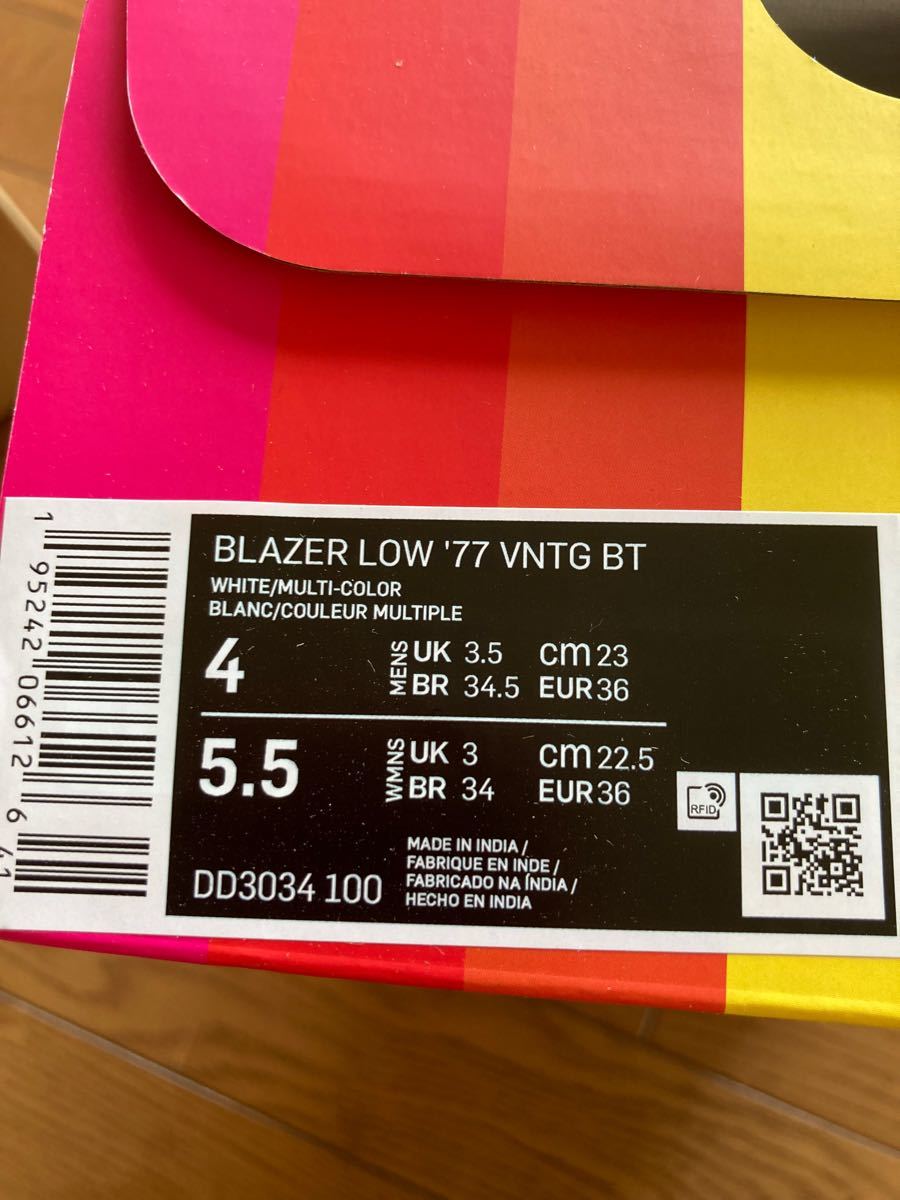 BLAZER LOW '77 VNTG BT
WHITE/MULTI-COLOR
BLANC/COULEUR MULTIPLE
4 MENS UK 3.5 cm 23
BR 34.5 EUR 36
5.5 WMNS UK 3 cm 22.5
BR 34 EUR 36
RFID
MADE IN INDIA /
FABRIQUE EN INDE /
FABRICADO NA ÍNDIA /
HECHO EN INDIA
DD3034 100
1 95242 06612 6 41